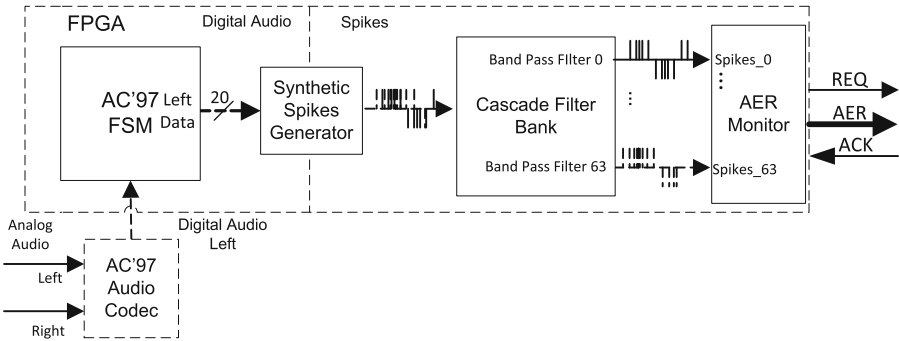 FPGA
Digital Audio
Spikes
AC'97
FSM
Left
Data
20
Synthetic
Spikes
Generator
Band Pass FIlter 0
Cascade Filter
Bank
Band Pass Filter 63
Spikes_0
AER
Monitor
Spikes_63
REQ
AER
ACK
Analog
Audio
Left
Right
AC'97
Audio
Codec
Digital Audio
Left